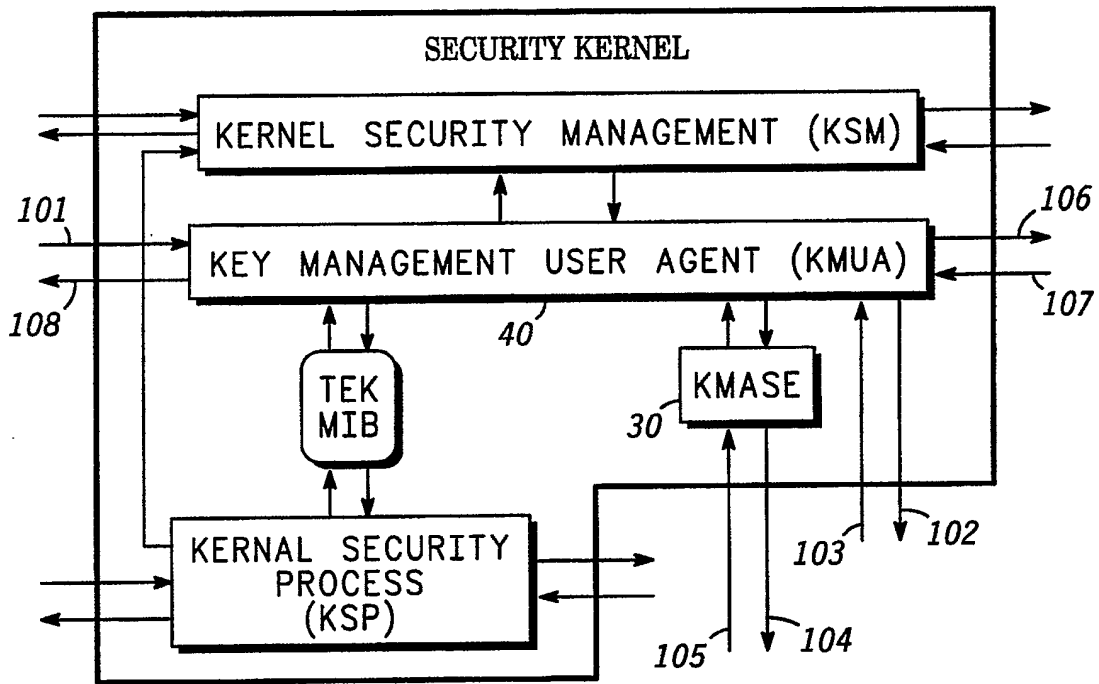 SECURITY KERNEL
KERNEL SECURITY MANAGEMENT (KSM)
101
106
KEY MANAGEMENT USER AGENT (KMUA)
108
107
40
TEK
MIB
KMASE
30
103
102
KERNAL SECURITY
PROCESS
(KSP)
105
104